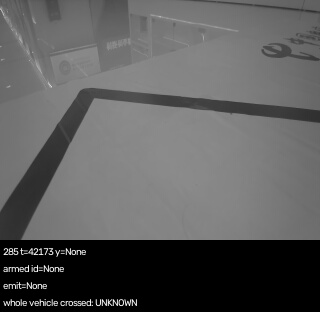 285 t=42173 y=None
armed id=None
emit=None
whole vehicle crossed: UNKNOWN